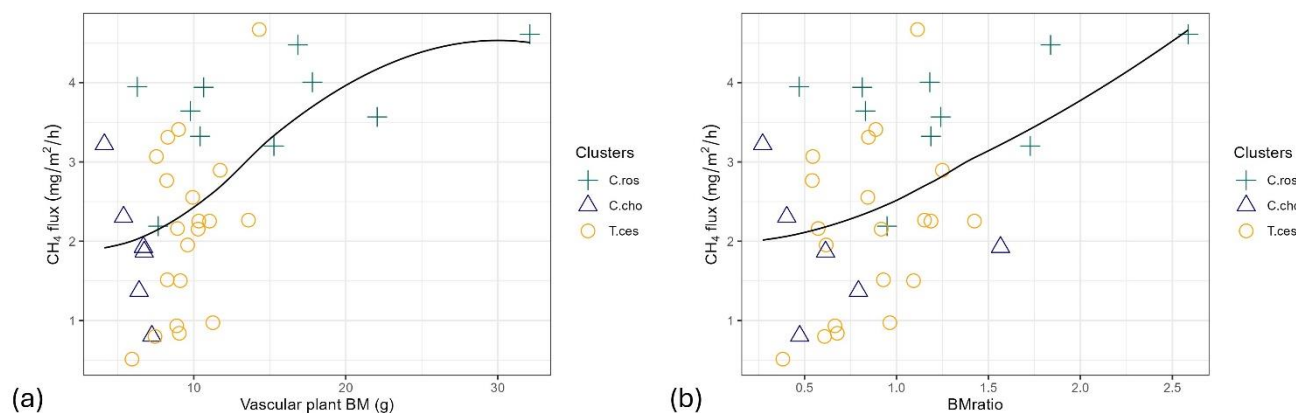 4
3
2
1
CH₄ flux (mg/m²/h)
10
20
30
Vascular plant BM (g)
Clusters
C.ros
C.cho
T.ces
(a)
4
3
2
1
CH₄ flux (mg/m²/h)
0.5
1.0
1.5
2.0
2.5
BMratio
Clusters
C.ros
C.cho
T.ces
(b)